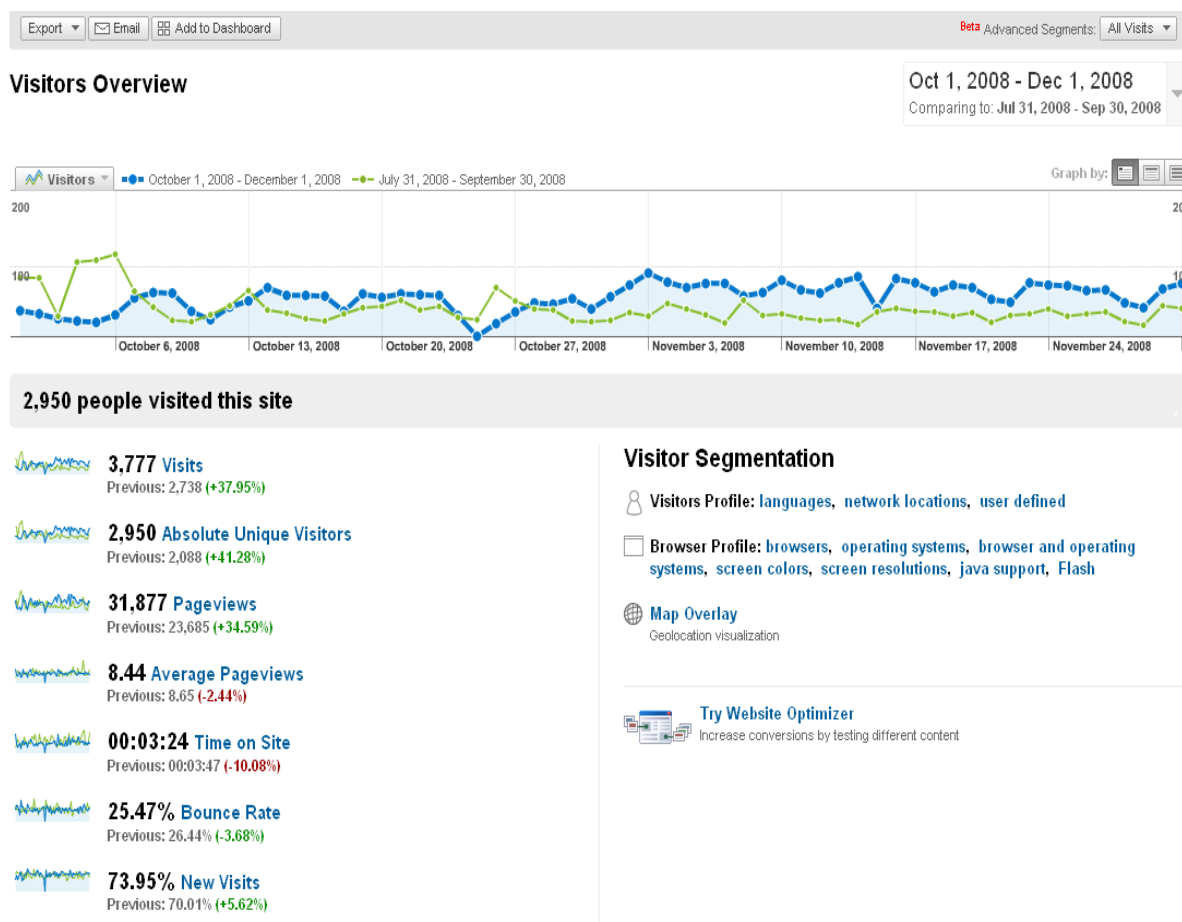 Export Email Add to Dashboard Beta Advanced Segments: All Visits
Visitors Overview
Oct 1, 2008 - Dec 1, 2008
Comparing to: Jul 31, 2008 - Sep 30, 2008
Visitors October 1, 2008 - December 1, 2008 July 31, 2008 - September 30, 2008 Graph by:
200
100
October 6, 2008 October 13, 2008 October 20, 2008 October 27, 2008 November 3, 2008 November 10, 2008 November 17, 2008 November 24, 2008
2,950 people visited this site
3,777 Visits
Previous: 2,738 (+37.95%)
2,950 Absolute Unique Visitors
Previous: 2,088 (+41.28%)
31,877 Pageviews
Previous: 23,685 (+34.59%)
8.44 Average Pageviews
Previous: 8.65 (-2.44%)
00:03:24 Time on Site
Previous: 00:03:47 (-10.08%)
25.47% Bounce Rate
Previous: 26.44% (-3.68%)
73.95% New Visits
Previous: 70.01% (+5.62%)
Visitor Segmentation
Visitors Profile: languages, network locations, user defined
Browser Profile: browsers, operating systems, browser and operating
systems, screen colors, screen resolutions, java support, Flash
Map Overlay
Geolocation visualization
Try Website Optimizer
Increase conversions by testing different content